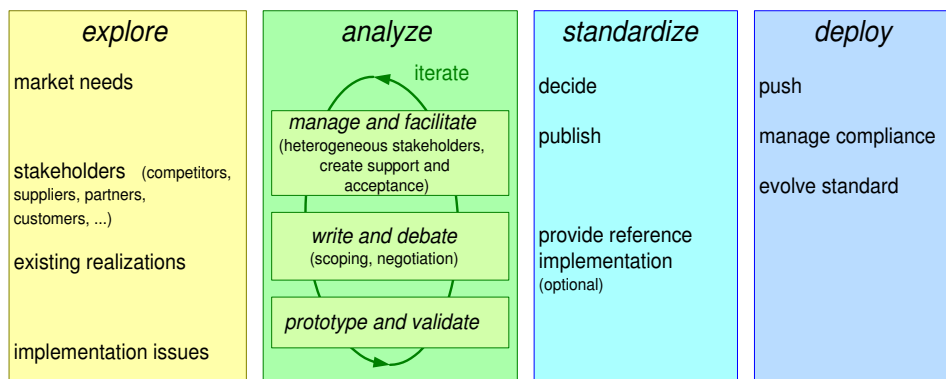 explore
market needs
stakeholders (competitors,
suppliers, partners,
customers, ...)
existing realizations
implementation issues
analyze
iterate
manage and facilitate
(heterogeneous stakeholders,
create support and
acceptance)
write and debate
(scoping, negotiation)
prototype and validate
standardize
decide
publish
provide reference
implementation
(optional)
deploy
push
manage compliance
evolve standard